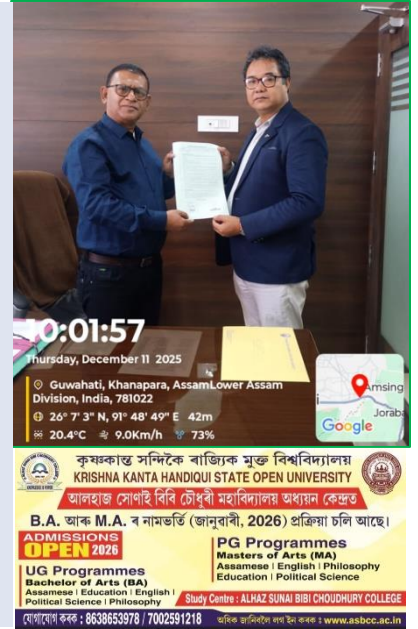 10:01:57
Thursday, December 11 2025
Guwahati, Khanapara, AssamLower Assam
Division, India, 781022
26° 7' 3" N, 91° 48' 49" E 42m
20.4°C 9.0Km/h 73%
Amsing
Joraba
Google
কৃষ্ণকান্ত সন্দিকৈ ৰাজ্যিক মুক্ত বিশ্ববিদ্যালয়
KRISHNA KANTA HANDIQUI STATE OPEN UNIVERSITY
আলহাজ সোণাই বিবি চৌধুৰী মহাবিদ্যালয় অধ্যয়ন কেন্দ্ৰত
B.A. আৰু M.A. ৰ নামভৰ্তি (জানুৱাৰী, 2026) প্ৰক্ৰিয়া চলি আছে।
ADMISSIONS
OPEN 2026
UG Programmes
Bachelor of Arts (BA)
Assamese | Education | English |
Political Science | Philosophy
PG Programmes
Masters of Arts (MA)
Assamese | English | Philosophy
Education | Political Science
Study Centre : ALHAZ SUNAI BIBI CHOUDHURY COLLEGE
যোগাযোগ কৰক : 8638653978 / 7002591218
অধিক জানিবলৈ লগ ইন কৰক : www.asbcc.ac.in